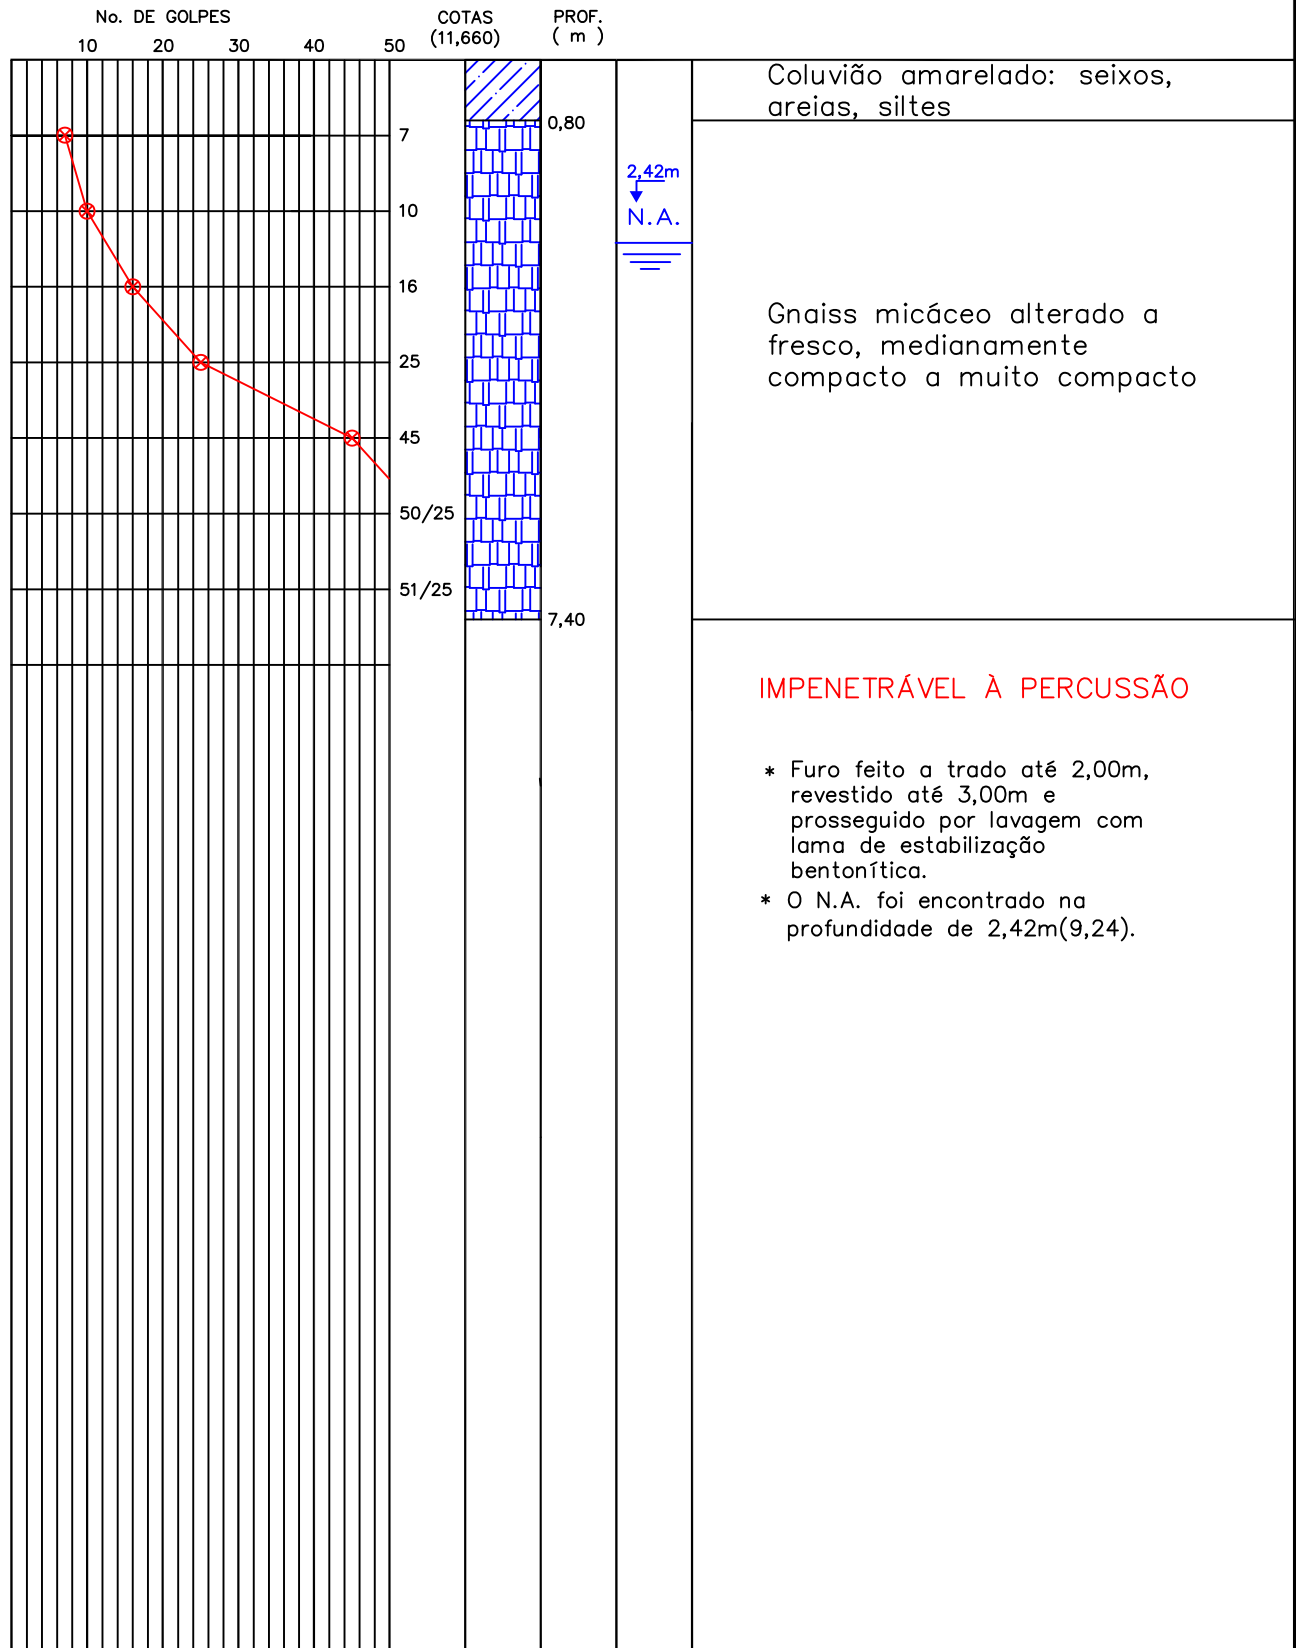 No. DE GOLPES
COTAS
PROF.
10 20 30 40 50
(11,660)
( m )
Coluvião amarelado: seixos,
areias, siltes
0,80
7
2,42m
10
N.A.
16
Gnaiss micáceo alterado a
fresco, medianamente
compacto a muito compacto
25
45
50/25
51/25
7,40
IMPENETRÁVEL À PERCUSSÃO
* Furo feito a trado até 2,00m,
revestido até 3,00m e
prosseguido por lavagem com
lama de estabilização
bentonítica.
* O N.A. foi encontrado na
profundidade de 2,42m(9,24).